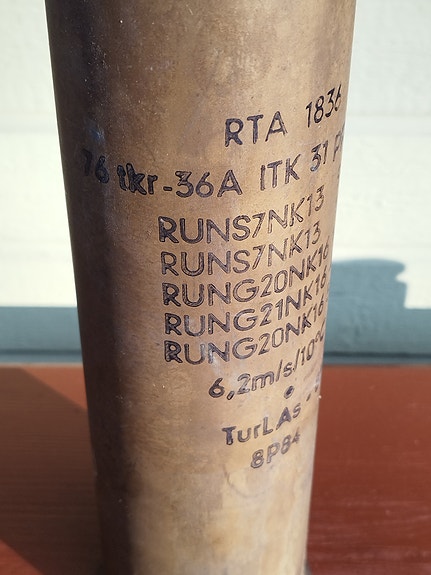 RTA 1836
76 tkr-36A ITK 31
RUNS7NK13
RUNS7NK13
RUNG20NK16
RUNG21NK16
RUNG20NK16
6,2m/s/10°C
TurLAs
8P84